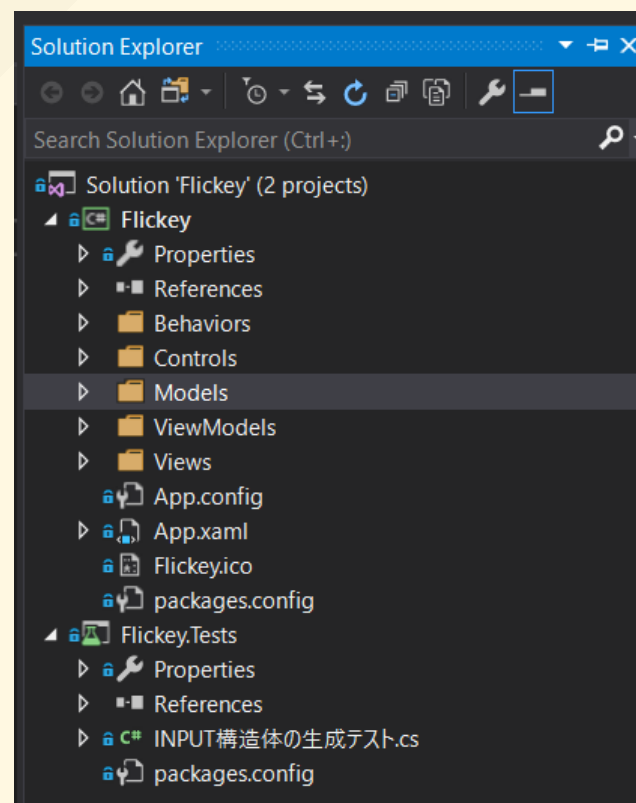 Solution Explorer
Search Solution Explorer (Ctrl+:)
Solution 'Flickey' (2 projects)
C# Flickey
Properties
References
Behaviors
Controls
Models
ViewModels
Views
App.config
App.xaml
Flickey.ico
packages.config
Flickey.Tests
Properties
References
C# INPUT構造体の生成テスト.cs
packages.config